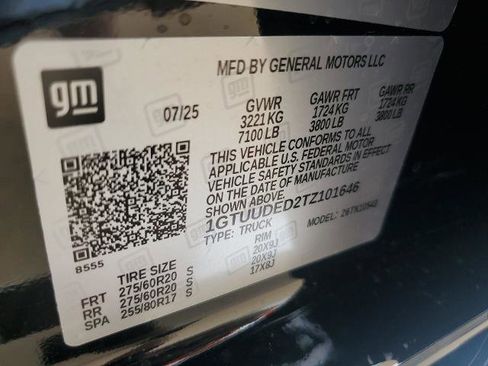 gm
MFD BY GENERAL MOTORS LLC
07/25
GVWR
3221 KG
7100 LB
GAWR FRT
1724 KG
3800 LB
GAWR RR
1724 KG
3800 LB
THIS VEHICLE CONFORMS TO ALL
APPLICABLE U.S. FEDERAL MOTOR
VEHICLE SAFETY STANDARDS IN EFFECT
ON THE DATE OF MANUFACTURE
SHOWN ABOVE.
1GTUUDED2TZ101646
TYPE: TRUCK
MODEL:
8555
TIRE SIZE
RIM
FRT 275/60R20 S 20X9J
RR 275/60R20 S 20X9J
SPA 255/80R17 S 17X8J